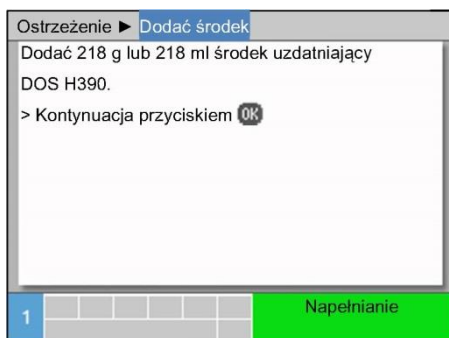 Ostrzeżenie ► Dodać środek
Dodać 218 g lub 218 ml środek uzdatniający
DOS H390.
> Kontynuacja przyciskiem OK
1
Napełnianie